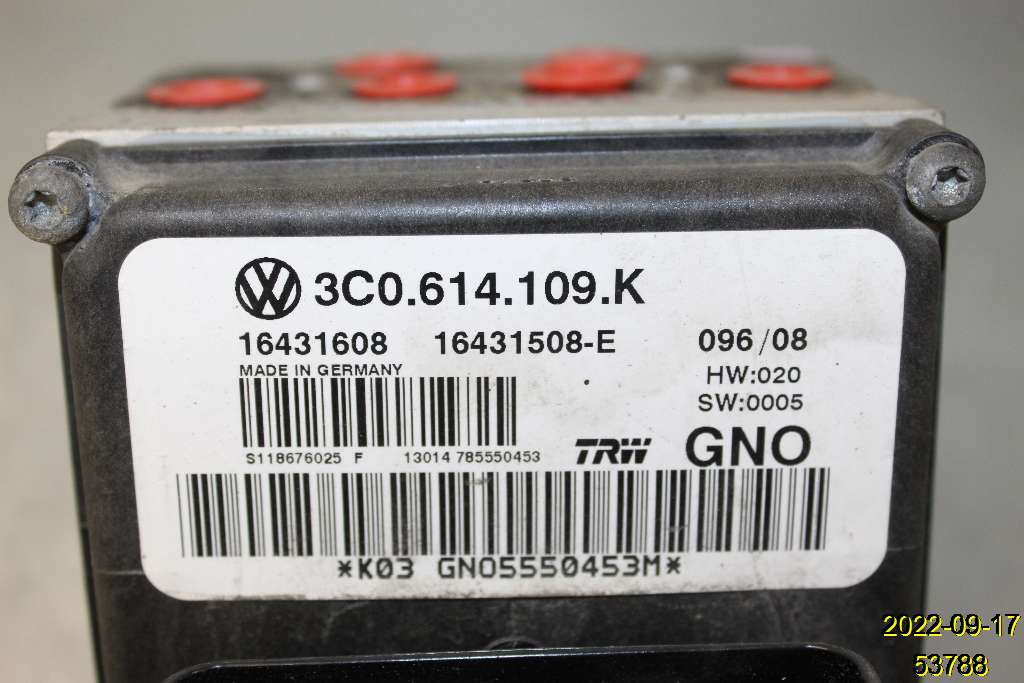 3C0.614.109.K
16431608 16431508-E 096/08
MADE IN GERMANY HW:020
SW:0005
S118676025 F 13014 785550453 TRW GNO
*K03 GNO5550453M*
2022-09-17
53788